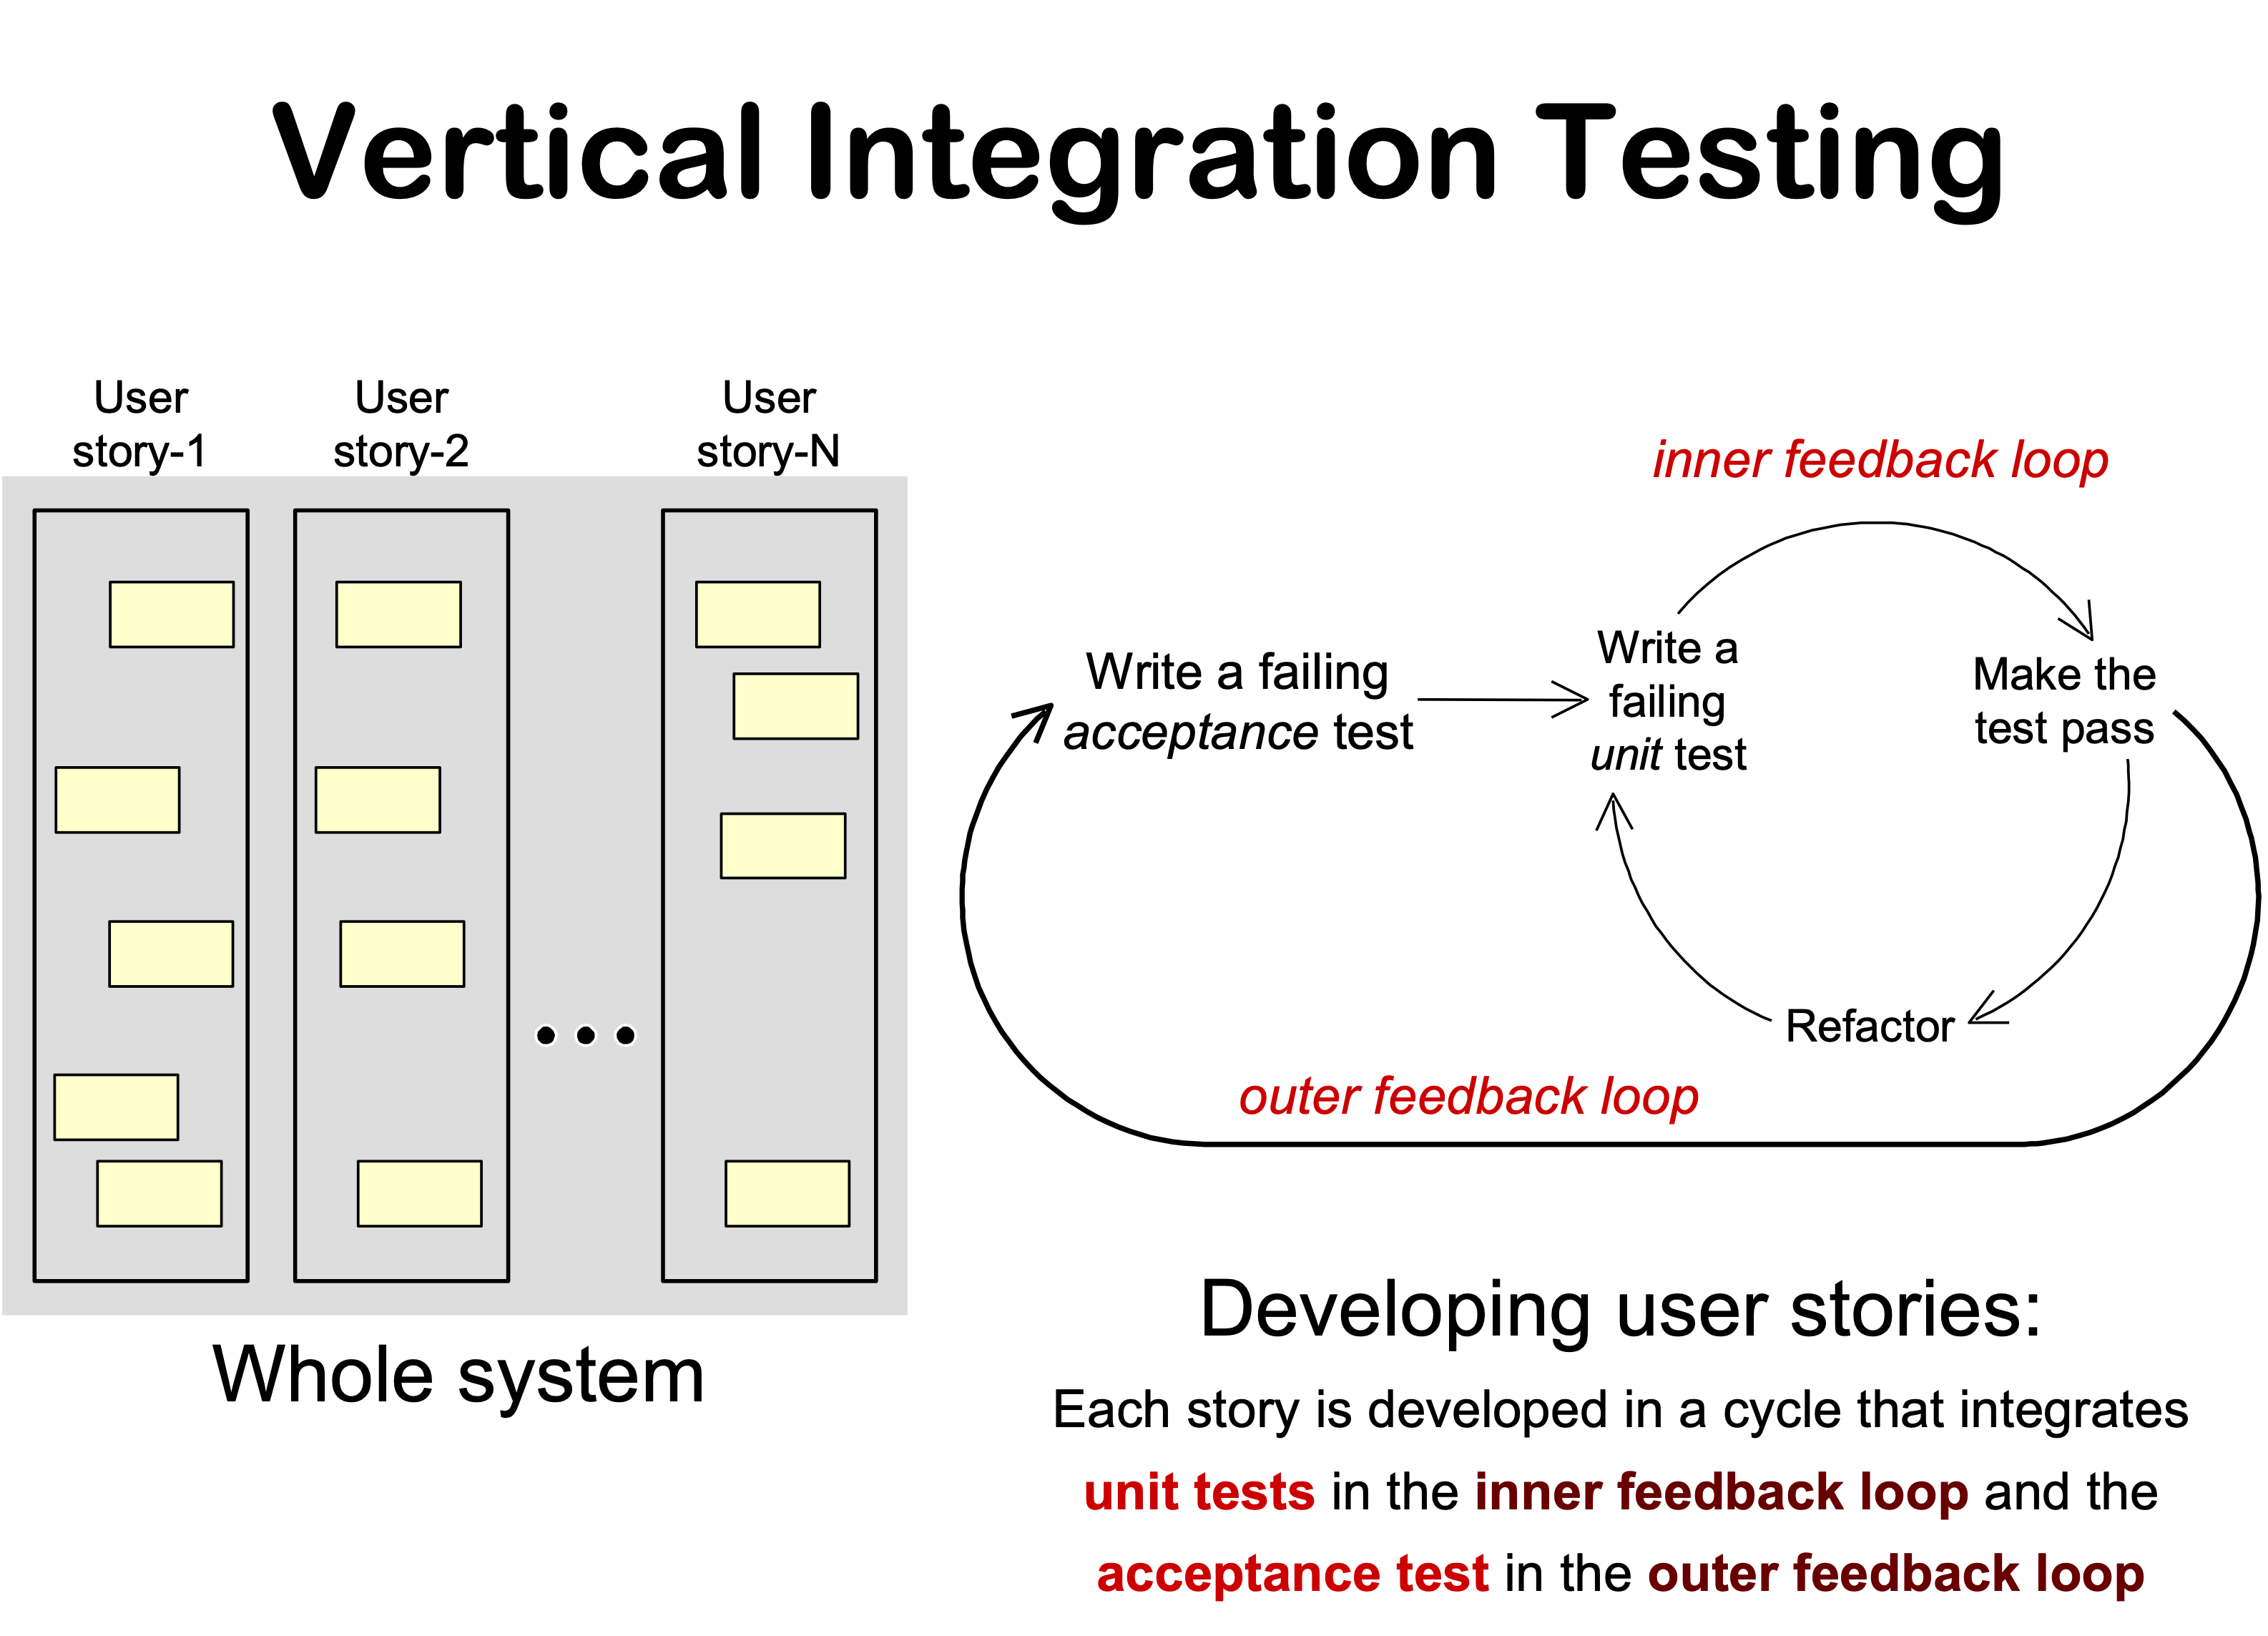 Vertical Integration Testing
User
story-1
User
story-2
User
story-N
Whole system
inner feedback loop
Write a failing
acceptance test
Write a
failing
unit test
Make the
test pass
Refactor
outer feedback loop
Developing user stories:
Each story is developed in a cycle that integrates
unit tests in the inner feedback loop and the
acceptance test in the outer feedback loop